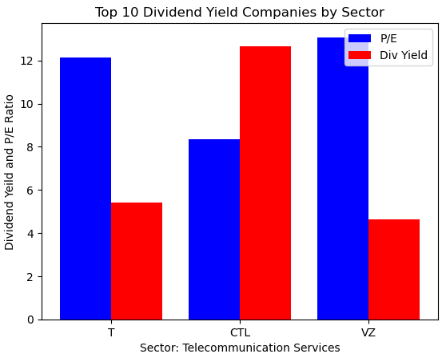 Top 10 Dividend Yield Companies by Sector
P/E
Div Yield
Dividend Yeild and P/E Ratio
12
10
8
6
4
2
0
T CTL VZ
Sector: Telecommunication Services